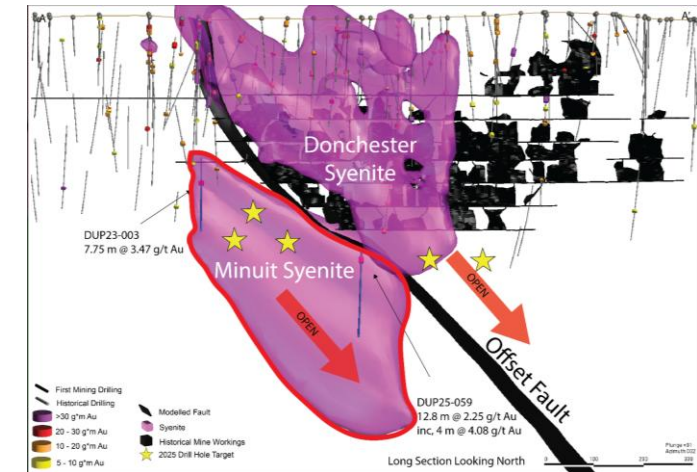 A
A'
Donchester
Syenite
DUP23-003
7.75 m @ 3.47 g/t Au
Minuit Syenite
OPEN
OPEN
Offset Fault
DUP25-059
12.8 m @ 2.25 g/t Au
inc, 4 m @ 4.08 g/t Au
First Mining Drilling
Historical Drilling
>30 g*m Au
20 - 30 g*m Au
10 - 20 g*m Au
5 - 10 g*m Au
Modelled Fault
Syenite
Historical Mine Workings
2025 Drill Hole Target
Long Section Looking North